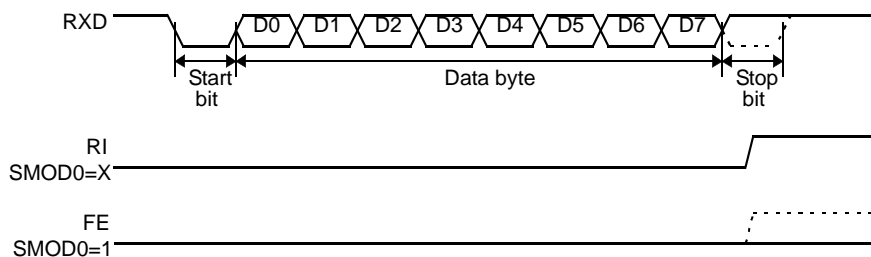 RXD
D0 D1 D2 D3 D4 D5 D6 D7
Start
bit
Data byte
Stop
bit
RI
SMOD0=X
FE
SMOD0=1